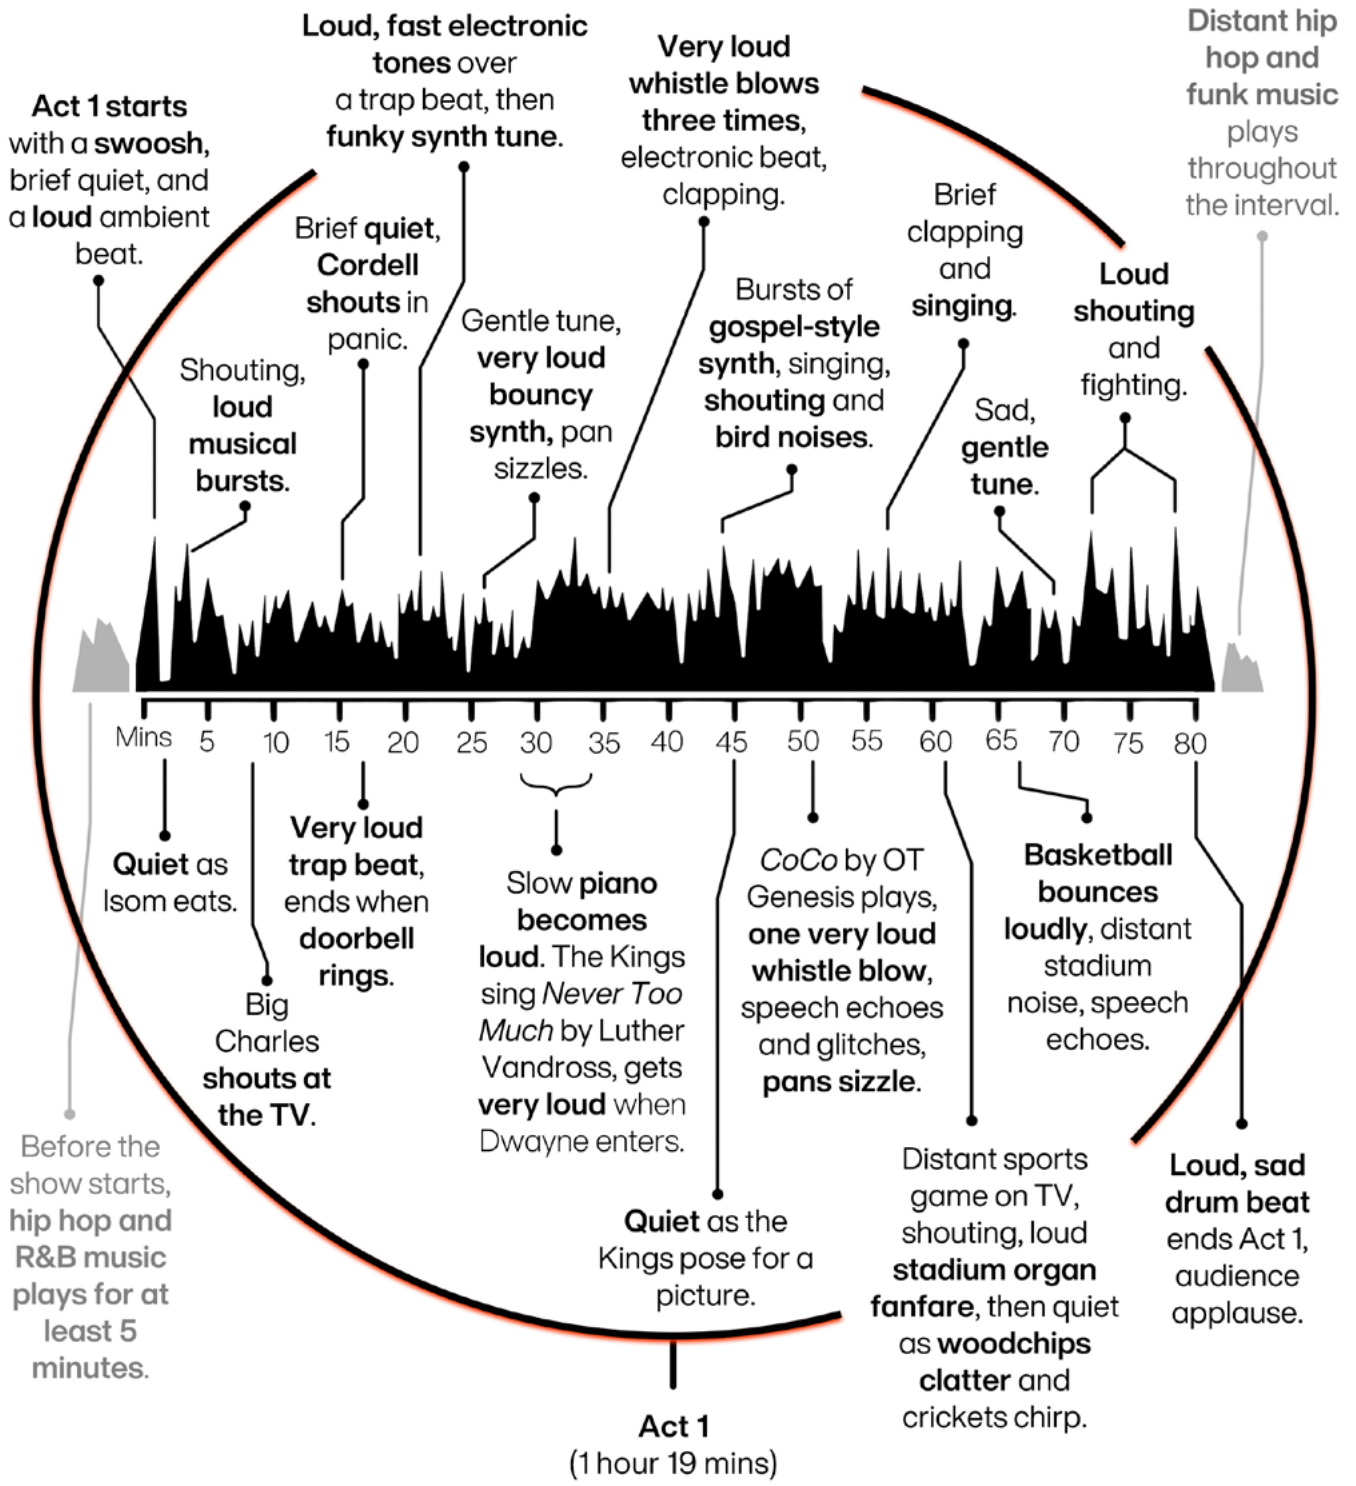 Act 1 starts
with a swoosh,
brief quiet, and
a loud ambient
beat.
Loud, fast electronic
tones over
a trap beat, then
funky synth tune.
Very loud
whistle blows
three times,
electronic beat,
clapping.
Distant hip
hop and
funk music
plays
throughout
the interval.
Shouting,
loud
musical
bursts.
Brief quiet,
Cordell
shouts in
panic.
Gentle tune,
very loud
bouncy
synth, pan
sizzles.
Bursts of
gospel-style
synth, singing,
shouting and
bird noises.
Brief
clapping
and
singing.
Sad,
gentle
tune.
Loud
shouting
and
fighting.
Mins 5 10 15 20 25 30 35 40 45 50 55 60 65 70 75 80
Before the
show starts,
hip hop and
R&B music
plays for at
least 5
minutes.
Quiet as
Isom eats.
Big
Charles
shouts at
the TV.
Very loud
trap beat,
ends when
doorbell
rings.
Slow piano
becomes
loud. The Kings
sing Never Too
Much by Luther
Vandross, gets
very loud when
Dwayne enters.
Quiet as the
Kings pose for a
picture.
CoCo by OT
Genesis plays,
one very loud
whistle blow,
speech echoes
and glitches,
pans sizzle.
Distant sports
game on TV,
shouting, loud
stadium organ
fanfare, then quiet
as woodchips
clatter and
crickets chirp.
Basketball
bounces
loudly, distant
stadium
noise, speech
echoes.
Loud, sad
drum beat
ends Act 1,
audience
applause.
Act 1
(1 hour 19 mins)